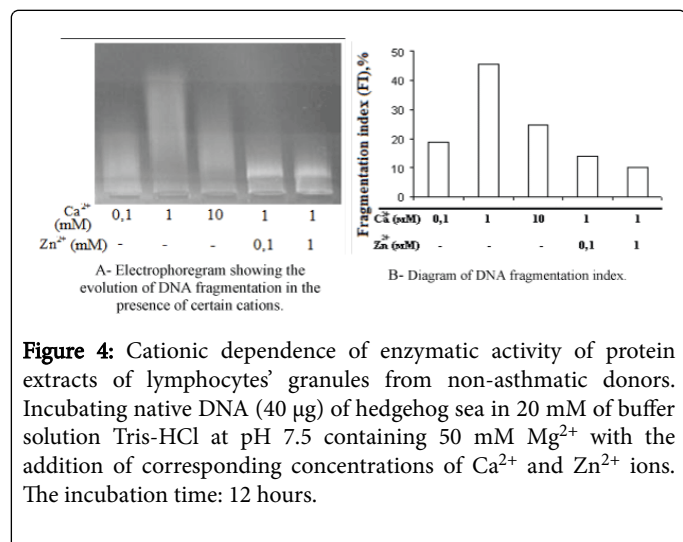 Ca²⁺ (mM) 0,1 1 10 1 1
Zn²⁺ (mM) - - - 0,1 1
A- Electrophoregram showing the
evolution of DNA fragmentation in the
presence of certain cations.
Fragmentation index (FI),%
50
40
30
20
10
0
Ca²⁺ (мM) 0,1 1 10 1 1
Zn²⁺ (мM) - - - 0,1 1
B- Diagram of DNA fragmentation index.
Figure 4: Cationic dependence of enzymatic activity of protein
extracts of lymphocytes’ granules from non-asthmatic donors.
Incubating native DNA (40 μg) of hedgehog sea in 20 mM of buffer
solution Tris-HCl at pH 7.5 containing 50 mM Mg²⁺ with the
addition of corresponding concentrations of Ca²⁺ and Zn²⁺ ions.
The incubation time: 12 hours.